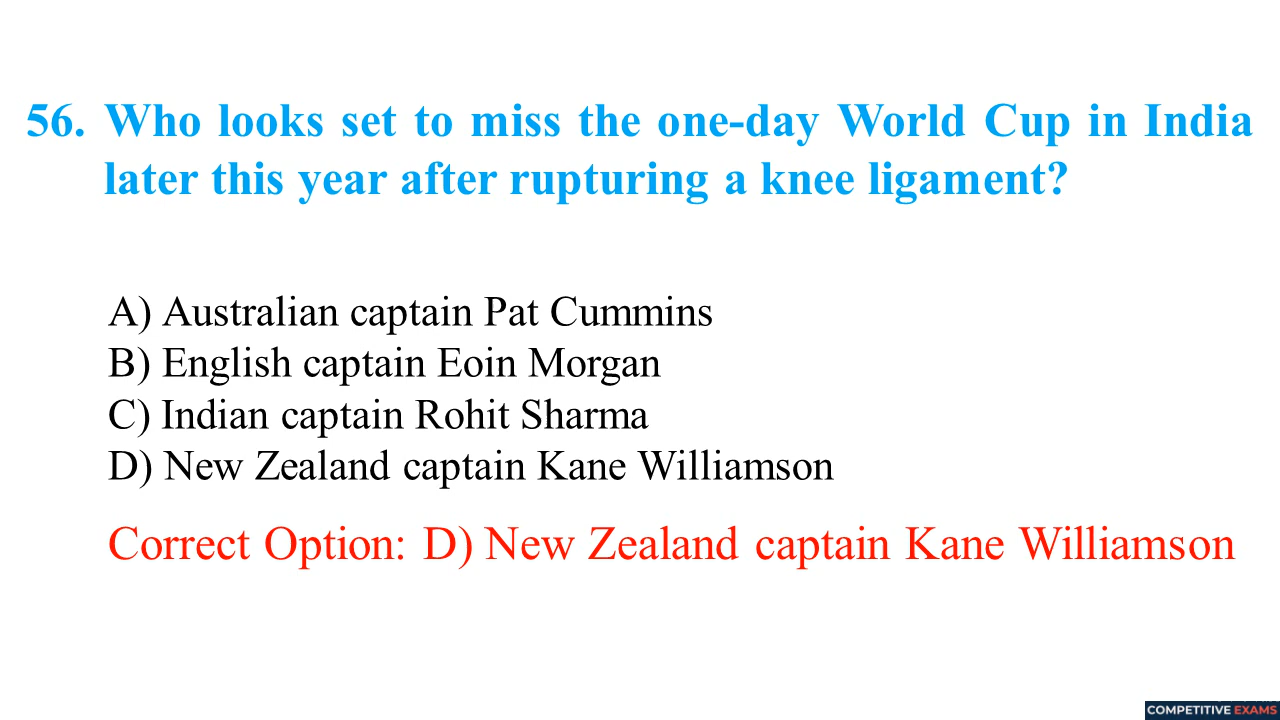 56. Who looks set to miss the one-day World Cup in India
later this year after rupturing a knee ligament?
A) Australian captain Pat Cummins
B) English captain Eoin Morgan
C) Indian captain Rohit Sharma
D) New Zealand captain Kane Williamson
Correct Option: D) New Zealand captain Kane Williamson
COMPETITIVE EXAMS